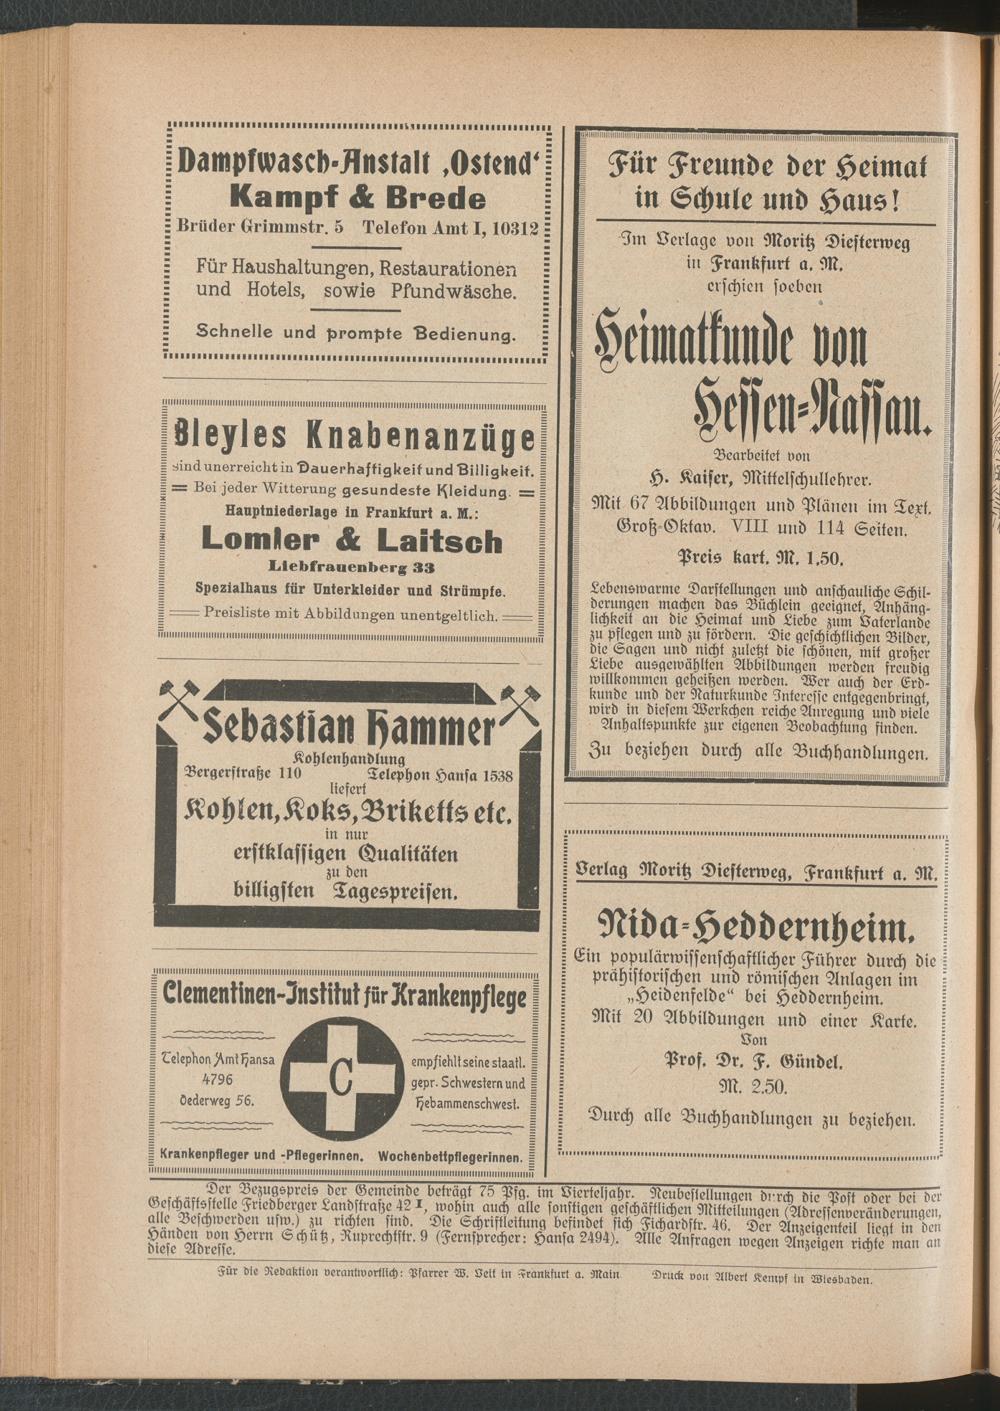 Dampfwasch-Anstalt ‚Ostend‘
Kampf & Brede
Brüder Grimmstr. 5 Telefon Amt I, 10312
Für Haushaltungen, Restaurationen
und Hotels, sowie Pfundwäsche.
Schnelle und prompte Bedienung.
Bleyles Knabenanzüge
sind unerreicht in Dauerhaftigkeit und Billigkeit.
Bei jeder Witterung gesundeste Kleidung.
Hauptniederlage in Frankfurt a. M.:
Lomler & Laitsch
Liebfrauenberg 33
Spezialhaus für Unterkleider und Strümpfe.
Preisliste mit Abbildungen unentgeltlich.
Sebastian Hammer
Kohlenhandlung
Bergerstraße 110 Telephon Hansa 1538
liefert
Kohlen, Koks, Briketts etc.
in nur
erstklassigen Qualitäten
zu den
billigsten Tagespreisen.
Clementinen-Institut für Krankenpflege
Telephon Amt Hansa
4796
Oederweg 56.
C
empfiehlt seine staatl.
gepr. Schwestern und
Hebammenschwest.
Krankenpfleger und -Pflegerinnen. Wochenbettpflegerinnen.
Für Freunde der Heimat
in Schule und Haus!
Im Verlage von Moritz Diesterweg
in Frankfurt a. M.
erschien soeben
Heimatkunde von
Hessen-Nassau.
Bearbeitet von
H. Kaiser, Mittelschullehrer.
Mit 67 Abbildungen und Plänen im Text.
Groß-Oktav. VIII und 114 Seiten.
Preis kart. M. 1.50.
Lebenswarme Darstellungen und anschauliche Schil-
derungen machen das Büchlein geeignet, Anhäng-
lichkeit an die Heimat und Liebe zum Vaterlande
zu pflegen und zu fördern. Die geschichtlichen Bilder,
die Sagen und nicht zuletzt die schönen, mit großer
Liebe ausgewählten Abbildungen werden freudig
willkommen geheißen werden. Wer auch der Erd-
kunde und der Naturkunde Interesse entgegenbringt,
wird in diesem Werkchen reiche Anregung und viele
Anhaltspunkte zur eigenen Beobachtung finden.
Zu beziehen durch alle Buchhandlungen.
Verlag Moritz Diesterweg, Frankfurt a. M.
Nida-Heddernheim.
Ein populärwissenschaftlicher Führer durch die
prähistorischen und römischen Anlagen im
„Heidenfelde“ bei Heddernheim.
Mit 20 Abbildungen und einer Karte.
Von
Prof. Dr. F. Gündel.
M. 2.50.
Durch alle Buchhandlungen zu beziehen.
Der Bezugspreis der Gemeinde beträgt 75 Pfg. im Vierteljahr. Neubestellungen durch die Post oder bei der
Geschäftsstelle Friedberger Landstraße 42 I, wohin auch alle sonstigen geschäftlichen Mitteilungen (Adressenveränderungen,
alle Beschwerden usw.) zu richten sind. Die Schriftleitung befindet sich Fichardstr. 46. Der Anzeigenteil liegt in den
Händen von Herrn Schütz, Ruprechtstr. 9 (Fernsprecher: Hansa 2494). Alle Anfragen wegen Anzeigen richte man an
diese Adresse.
Für die Redaktion verantwortlich: Pfarrer W. Veit in Frankfurt a. Main Druck von Albert Kempf in Wiesbaden.